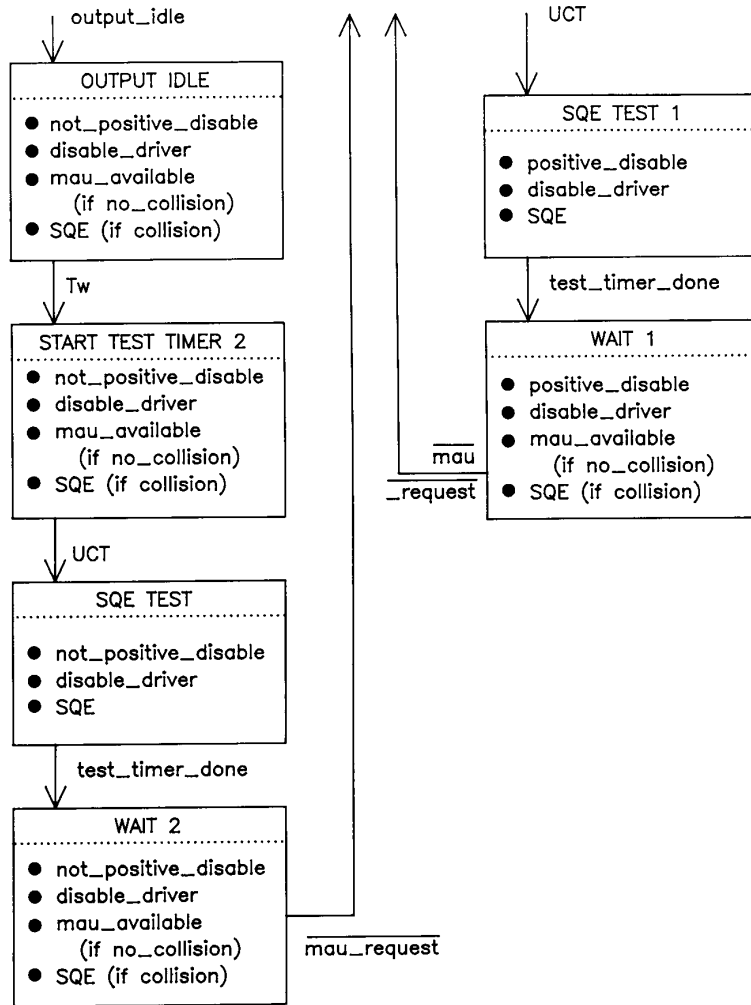 output_idle
OUTPUT IDLE
● not_positive_disable
● disable_driver
● mau_available
(if no_collision)
● SQE (if collision)
Tw
START TEST TIMER 2
● not_positive_disable
● disable_driver
● mau_available
(if no_collision)
● SQE (if collision)
UCT
SQE TEST
● not_positive_disable
● disable_driver
● SQE
test_timer_done
WAIT 2
● not_positive_disable
● disable_driver
● mau_available
(if no_collision)
● SQE (if collision)
mau_request
UCT
SQE TEST 1
● positive_disable
● disable_driver
● SQE
test_timer_done
WAIT 1
● positive_disable
● disable_driver
● mau_available
(if no_collision)
● SQE (if collision)
mau
_request